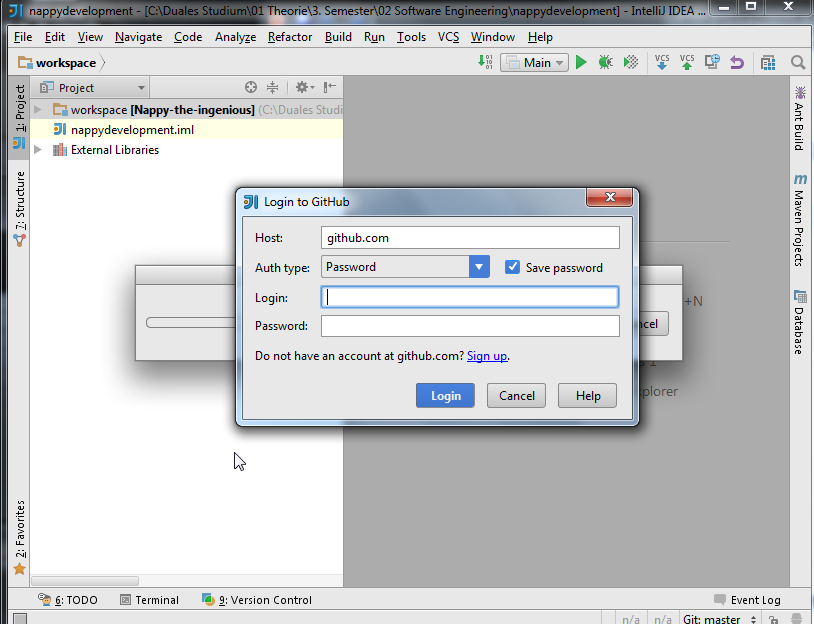 nappydevelopment - [C:\Duales Studium\01 Theorie\3. Semester\02 Software Engineering\nappydevelopment] - IntelliJ IDEA ...
File Edit View Navigate Code Analyze Refactor Build Run Tools VCS Window Help
workspace
Main
VCS VCS
1: Project
Project
workspace [Nappy-the-ingenious] (C:\Duales Studi
nappydevelopment.iml
External Libraries
7: Structure
2: Favorites
Ant Build
m Maven Projects
Database
Login to GitHub
Host: github.com
Auth type: Password Save password
Login:
Password:
Do not have an account at github.com? Sign up.
Login Cancel Help
+N
ncel
xplorer
6: TODO Terminal 9: Version Control Event Log
n/a n/a Git: master